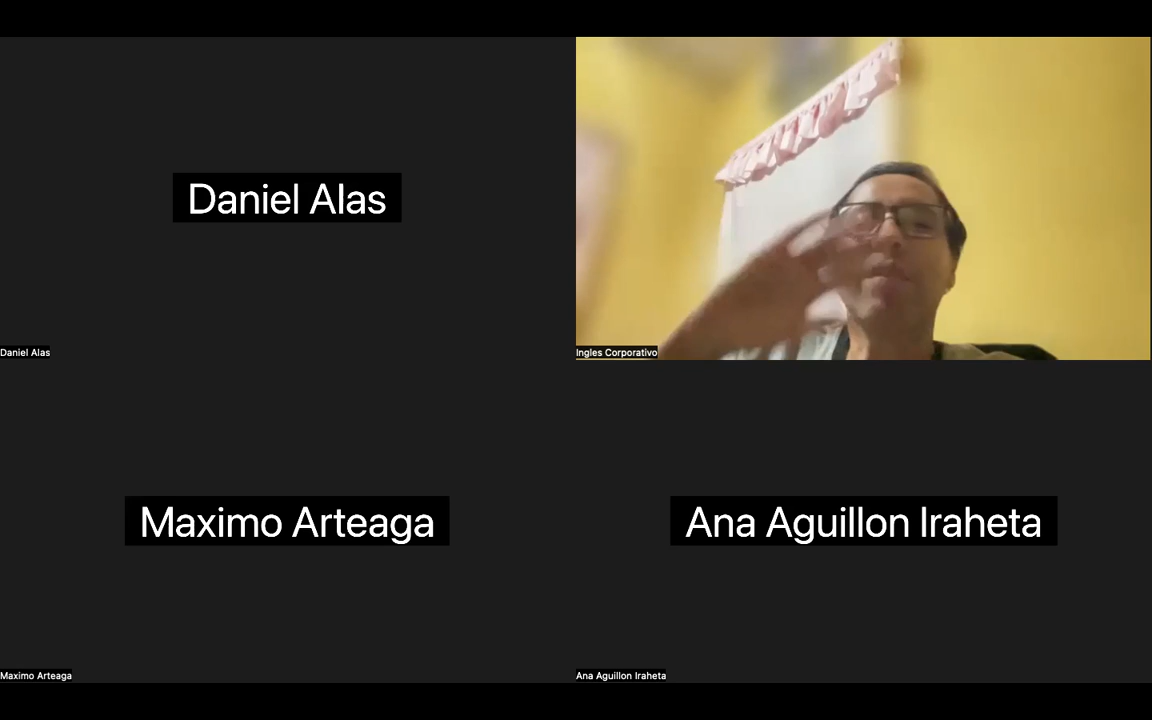 Daniel Alas
Daniel Alas
Ingles Corporativo
Maximo Arteaga
Ana Aguillon Iraheta
Maximo Arteaga
Ana Aguillon Iraheta